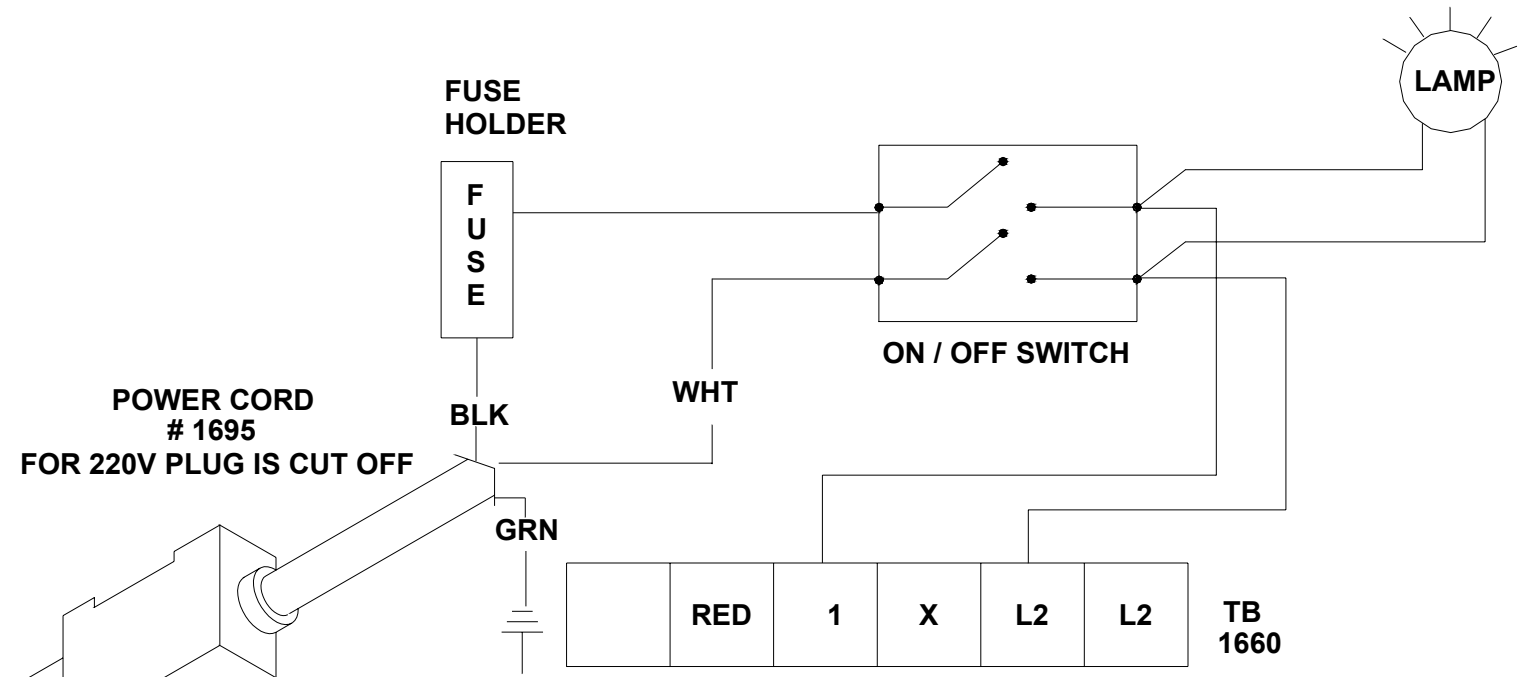 LAMP
FUSE
HOLDER
F
U
S
E
ON / OFF SWITCH
WHT
POWER CORD
# 1695
FOR 220V PLUG IS CUT OFF
BLK
GRN
RED 1 X L2 L2
TB
1660